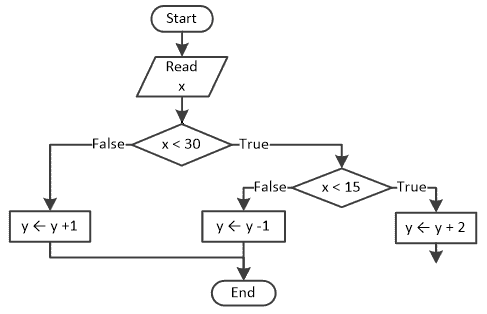 Start
Read
x
False
x < 30
True
False
x < 15
True
y ← y +1
y ← y -1
y ← y + 2
End